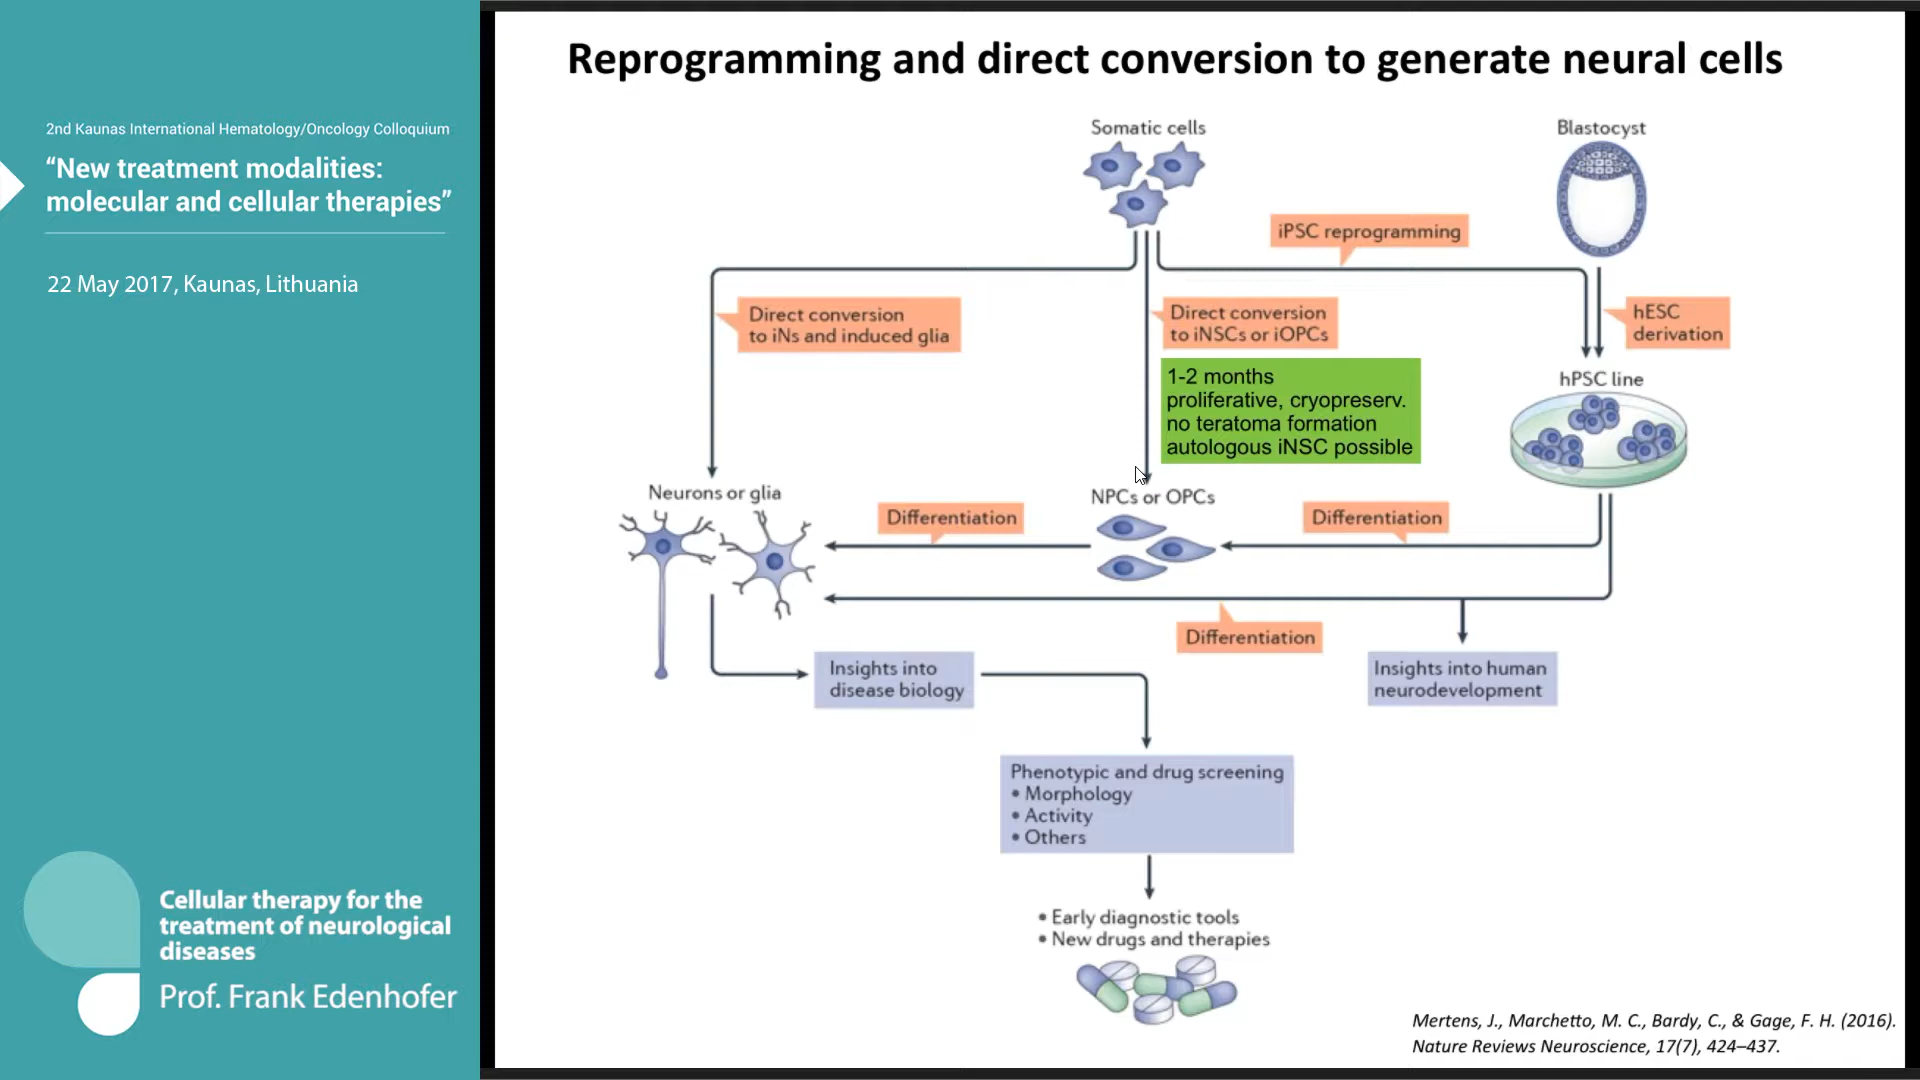 2nd Kaunas International Hematology/Oncology Colloquium
“New treatment modalities:
molecular and cellular therapies”
22 May 2017, Kaunas, Lithuania
Cellular therapy for the
treatment of neurological
diseases
Prof. Frank Edenhofer
Reprogramming and direct conversion to generate neural cells
Somatic cells
Blastocyst
iPSC reprogramming
Direct conversion
to iNs and induced glia
Direct conversion
to iNSCs or iOPCs
hESC
derivation
1-2 months
proliferative, cryopreserv.
no teratoma formation
autologous iNSC possible
hPSC line
Neurons or glia
NPCs or OPCs
Differentiation
Differentiation
Differentiation
Insights into
disease biology
Insights into human
neurodevelopment
Phenotypic and drug screening
• Morphology
• Activity
• Others
• Early diagnostic tools
• New drugs and therapies
Mertens, J., Marchetto, M. C., Bardy, C., & Gage, F. H. (2016).
Nature Reviews Neuroscience, 17(7), 424–437.